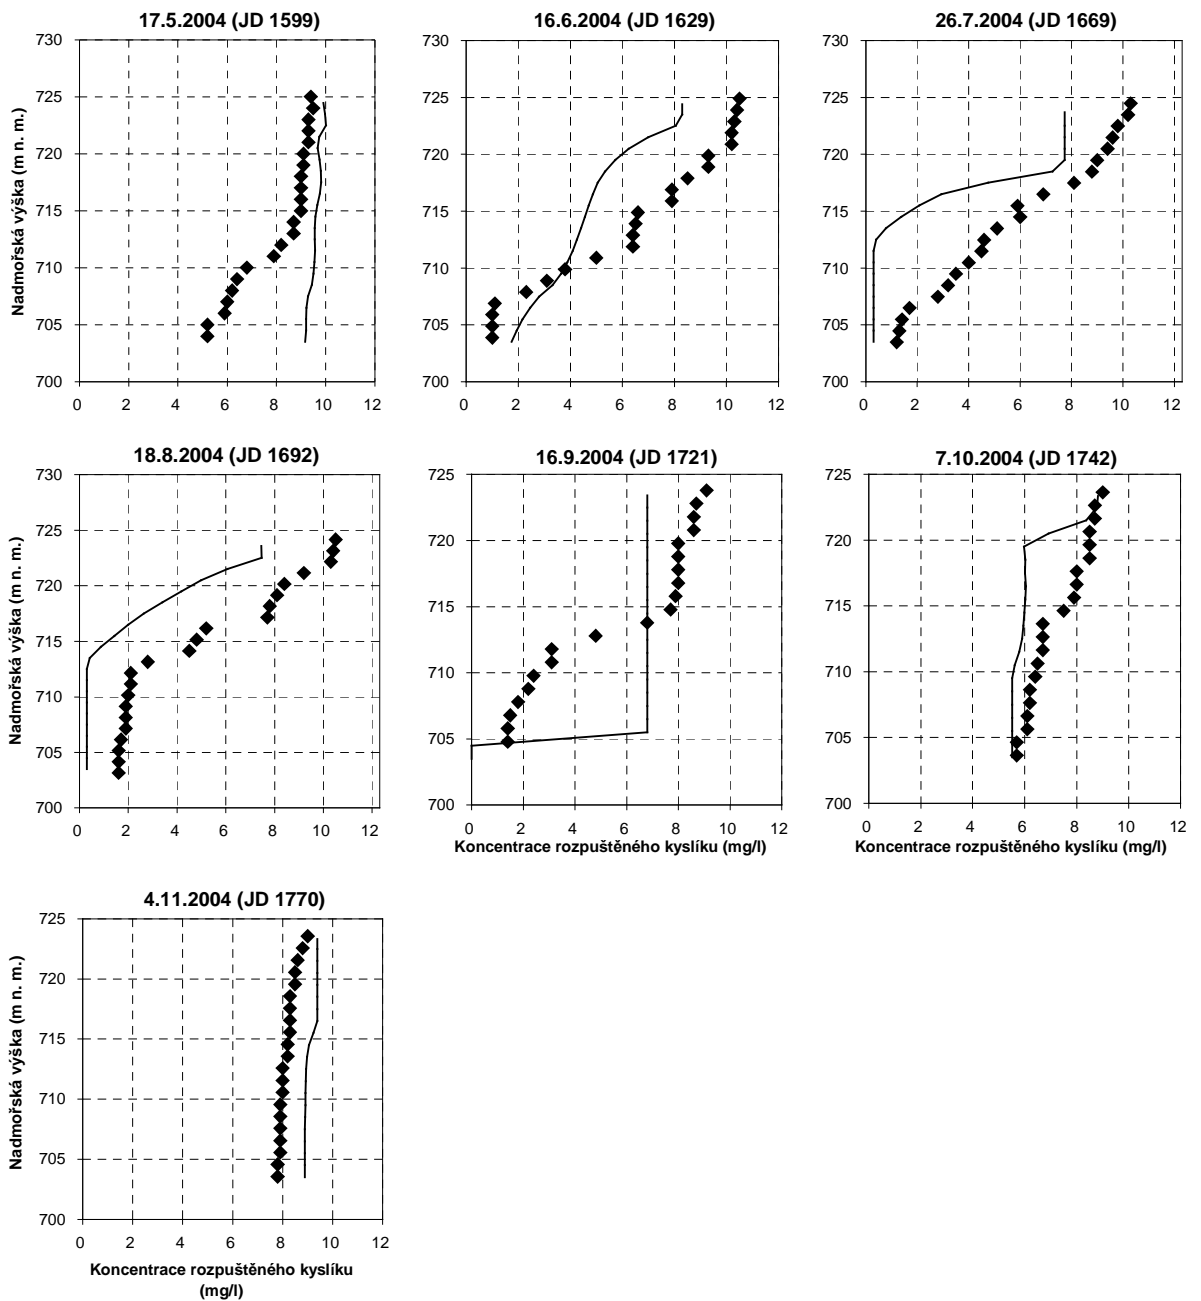 17.5.2004 (JD 1599)
730
725
720
715
710
705
700
0 2 4 6 8 10 12
Nadmořská výška (m n. m.)
16.6.2004 (JD 1629)
730
725
720
715
710
705
700
0 2 4 6 8 10 12
26.7.2004 (JD 1669)
730
725
720
715
710
705
700
0 2 4 6 8 10 12
18.8.2004 (JD 1692)
730
725
720
715
710
705
700
0 2 4 6 8 10 12
Nadmořská výška (m n. m.)
16.9.2004 (JD 1721)
725
720
715
710
705
700
0 2 4 6 8 10 12
Koncentrace rozpuštěného kyslíku (mg/l)
7.10.2004 (JD 1742)
725
720
715
710
705
700
0 2 4 6 8 10 12
Koncentrace rozpuštěného kyslíku (mg/l)
4.11.2004 (JD 1770)
725
720
715
710
705
700
0 2 4 6 8 10 12
Nadmořská výška (m n. m.)
Koncentrace rozpuštěného kyslíku
(mg/l)